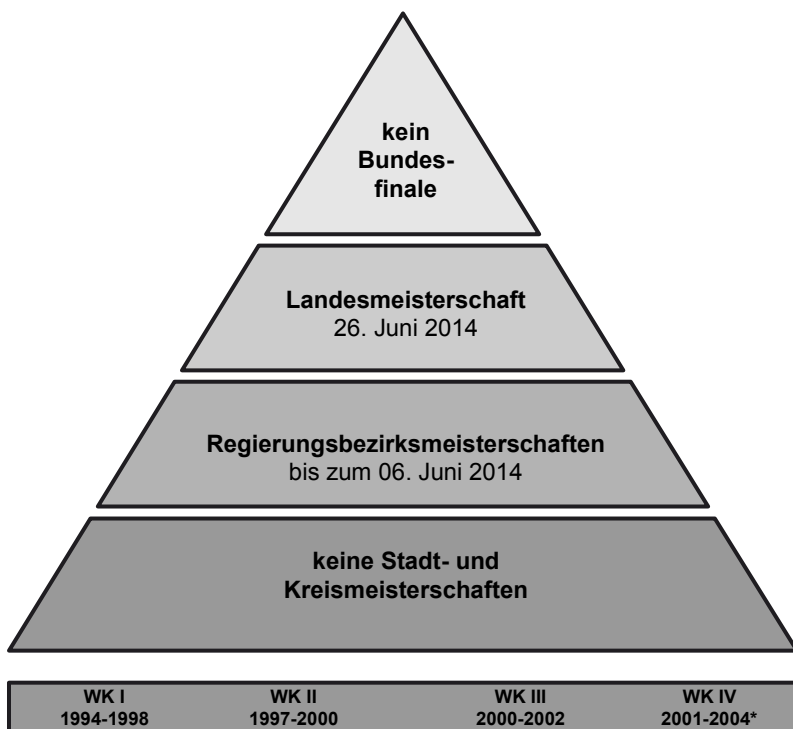 kein
Bundes-
finale
Landesmeisterschaft
26. Juni 2014
Regierungsbezirksmeisterschaften
bis zum 06. Juni 2014
keine Stadt- und
Kreismeisterschaften
WK I WK II WK III WK IV
1994-1998 1997-2000 2000-2002 2001-2004*